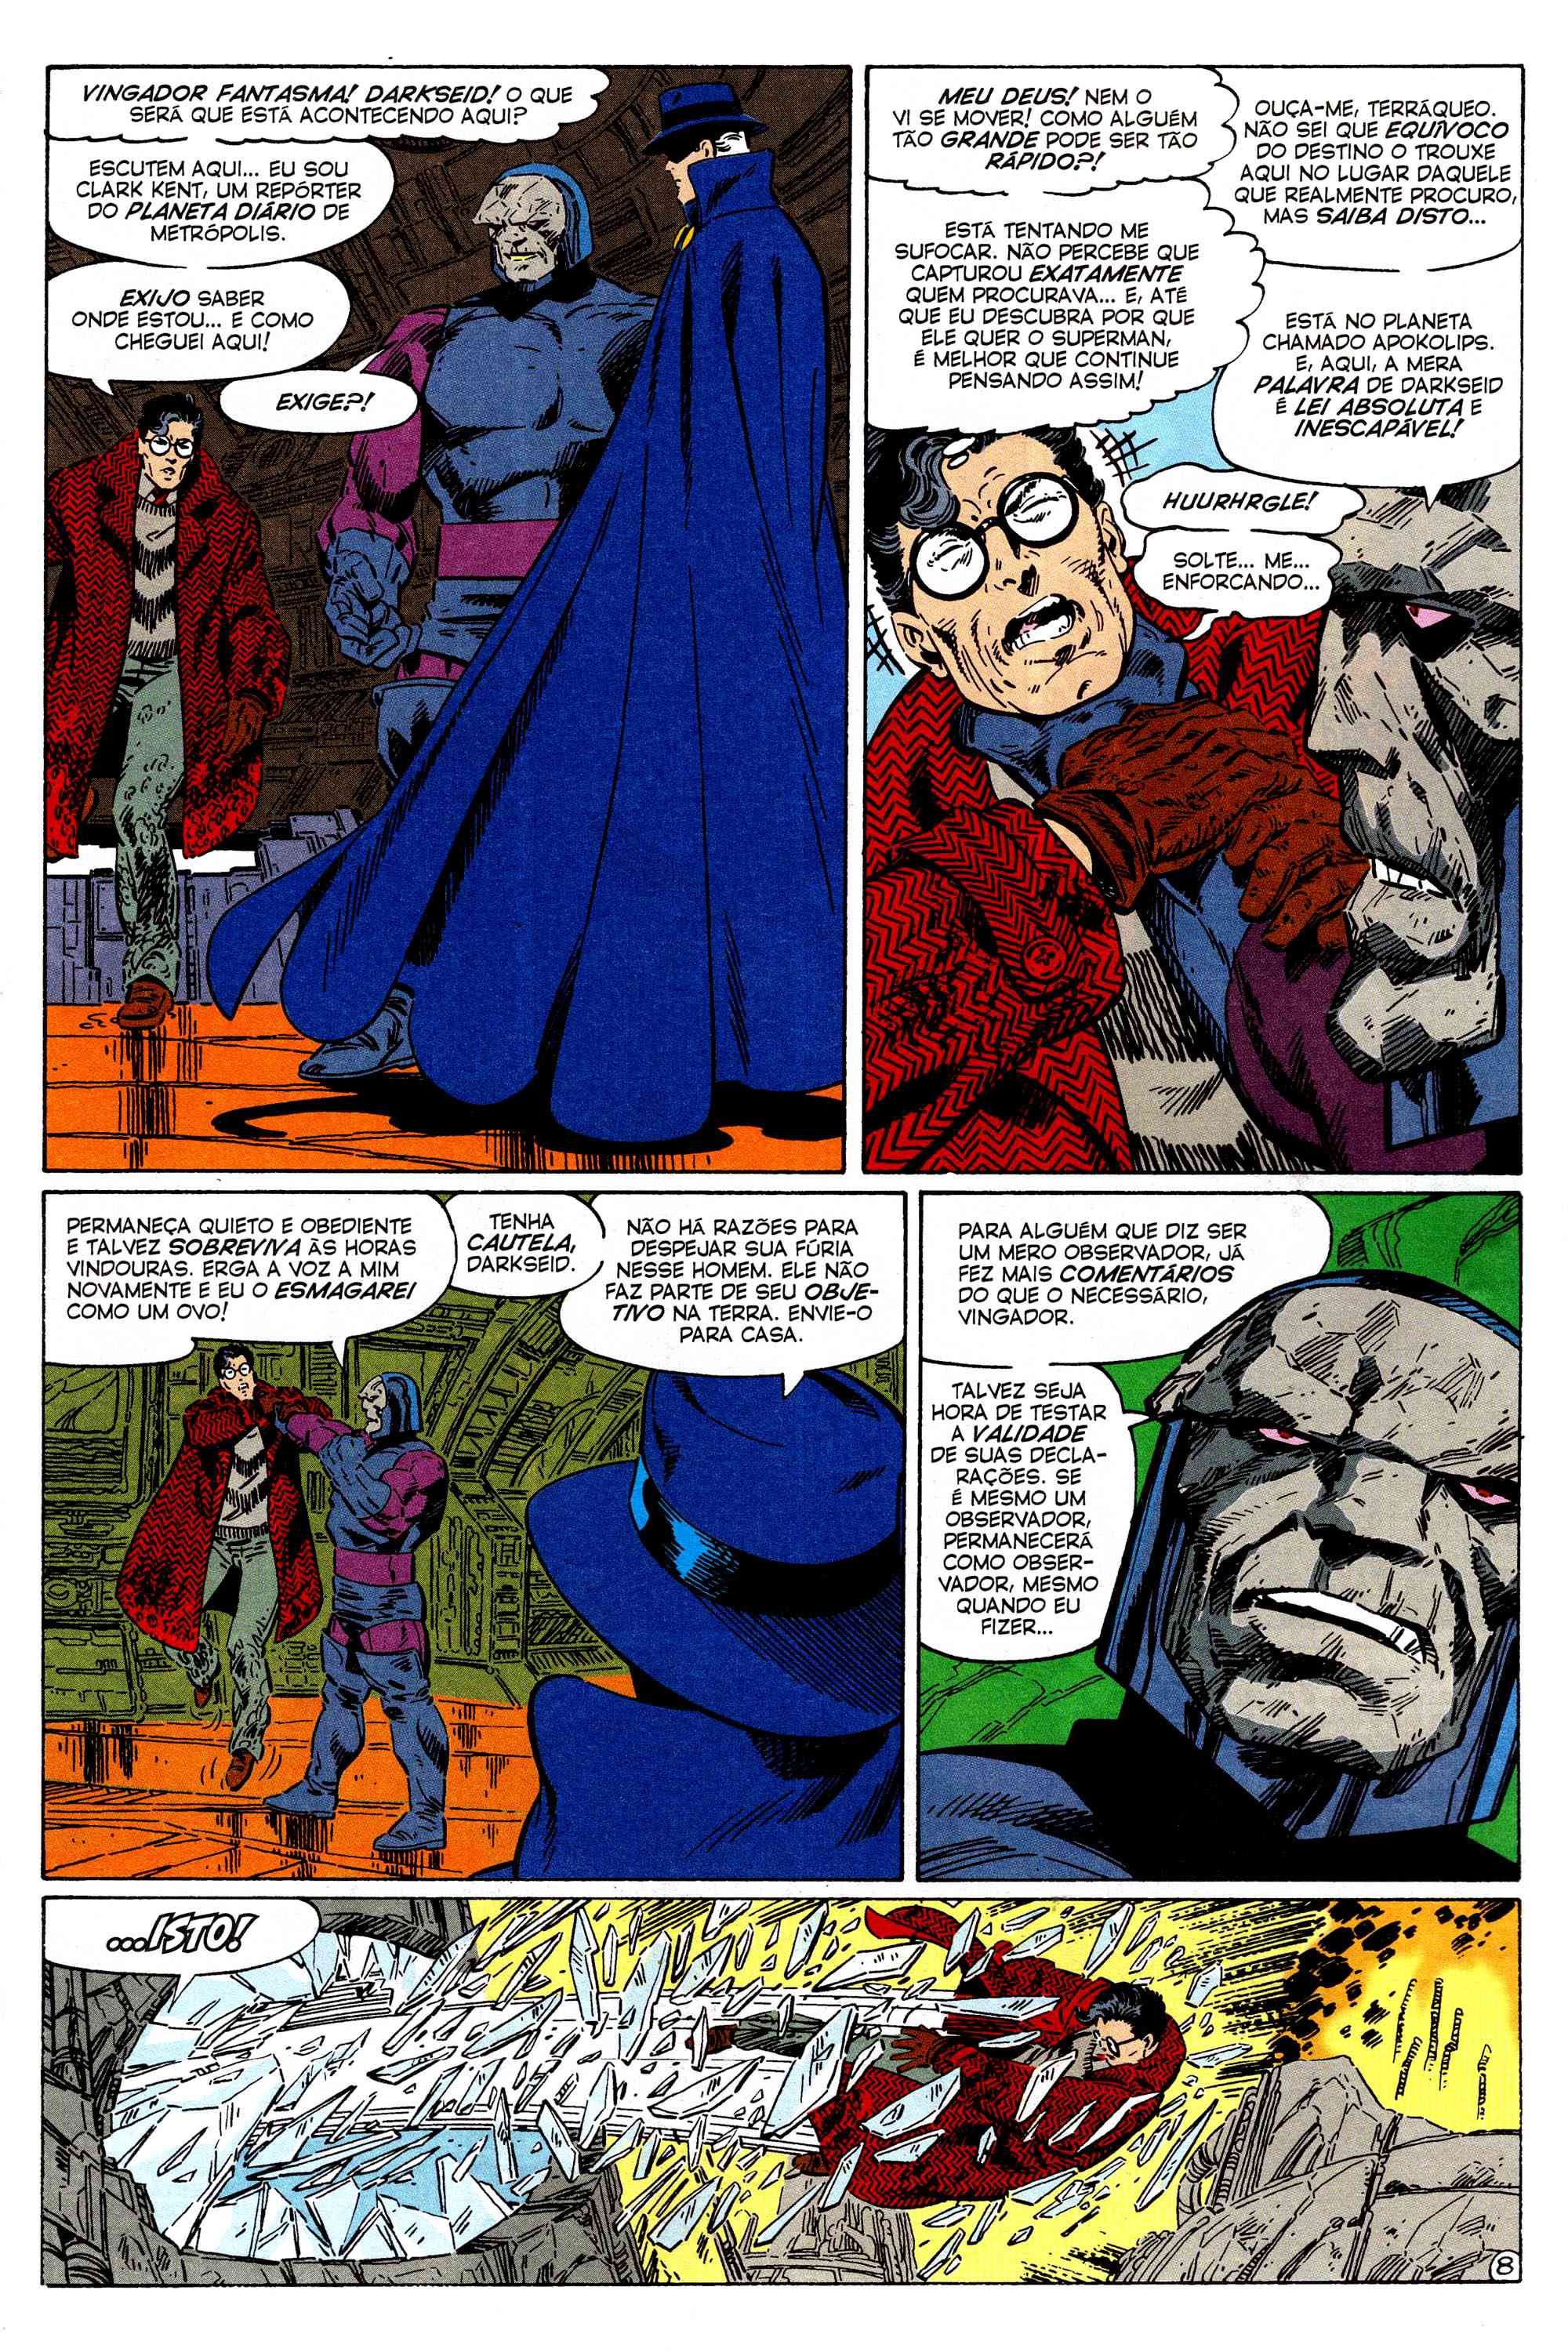 VINGADOR FANTASMA! DARKSEID! O QUE
SERÁ QUE ESTÁ ACONTECENDO AQUI?
ESCUTEM AQUI... EU SOU
CLARK KENT, UM REPÓRTER
DO PLANETA DIÁRIO DE
METRÓPOLIS.
EXIJO SABER
ONDE ESTOU... E COMO
CHEGUEI AQUI!
EXIGE?!
MEU DEUS! NEM O
VI SE MOVER! COMO ALGUÉM
TÃO GRANDE PODE SER TÃO
RÁPIDO?!
OUÇA-ME, TERRÁQUEO.
NÃO SEI QUE EQUÍVOCO
DO DESTINO O TROUXE
AQUI NO LUGAR DAQUELE
QUE REALMENTE PROCURO,
MAS SAIBA DISTO...
ESTÁ TENTANDO ME
SUFOCAR. NÃO PERCEBE QUE
CAPTUROU EXATAMENTE
QUEM PROCURAVA... E, ATÉ
QUE EU DESCUBRA POR QUE
ELE QUER O SUPERMAN,
É MELHOR QUE CONTINUE
PENSANDO ASSIM!
ESTÁ NO PLANETA
CHAMADO APOKOLIPS.
E, AQUI, A MERA
PALAVRA DE DARKSEID
É LEI ABSOLUTA E
INESCAPÁVEL!
HUURHRGLE!
SOLTE... ME...
ENFORCANDO...
PERMANEÇA QUIETO E OBEDIENTE
E TALVEZ SOBREVIVA ÀS HORAS
VINDOURAS. ERGA A VOZ A MIM
NOVAMENTE E EU O ESMAGAREI
COMO UM OVO!
TENHA
CAUTELA,
DARKSEID.
NÃO HÁ RAZÕES PARA
DESPEJAR SUA FÚRIA
NESSE HOMEM. ELE NÃO
FAZ PARTE DE SEU OBJE-
TIVO NA TERRA. ENVIE-O
PARA CASA.
PARA ALGUÉM QUE DIZ SER
UM MERO OBSERVADOR, JÁ
FEZ MAIS COMENTÁRIOS
DO QUE O NECESSÁRIO,
VINGADOR.
TALVEZ SEJA
HORA DE TESTAR
A VALIDADE
DE SUAS DECLA-
RAÇÕES. SE
É MESMO UM
OBSERVADOR,
PERMANECERÁ
COMO OBSER-
VADOR, MESMO
QUANDO EU
FIZER...
...ISTO!
8